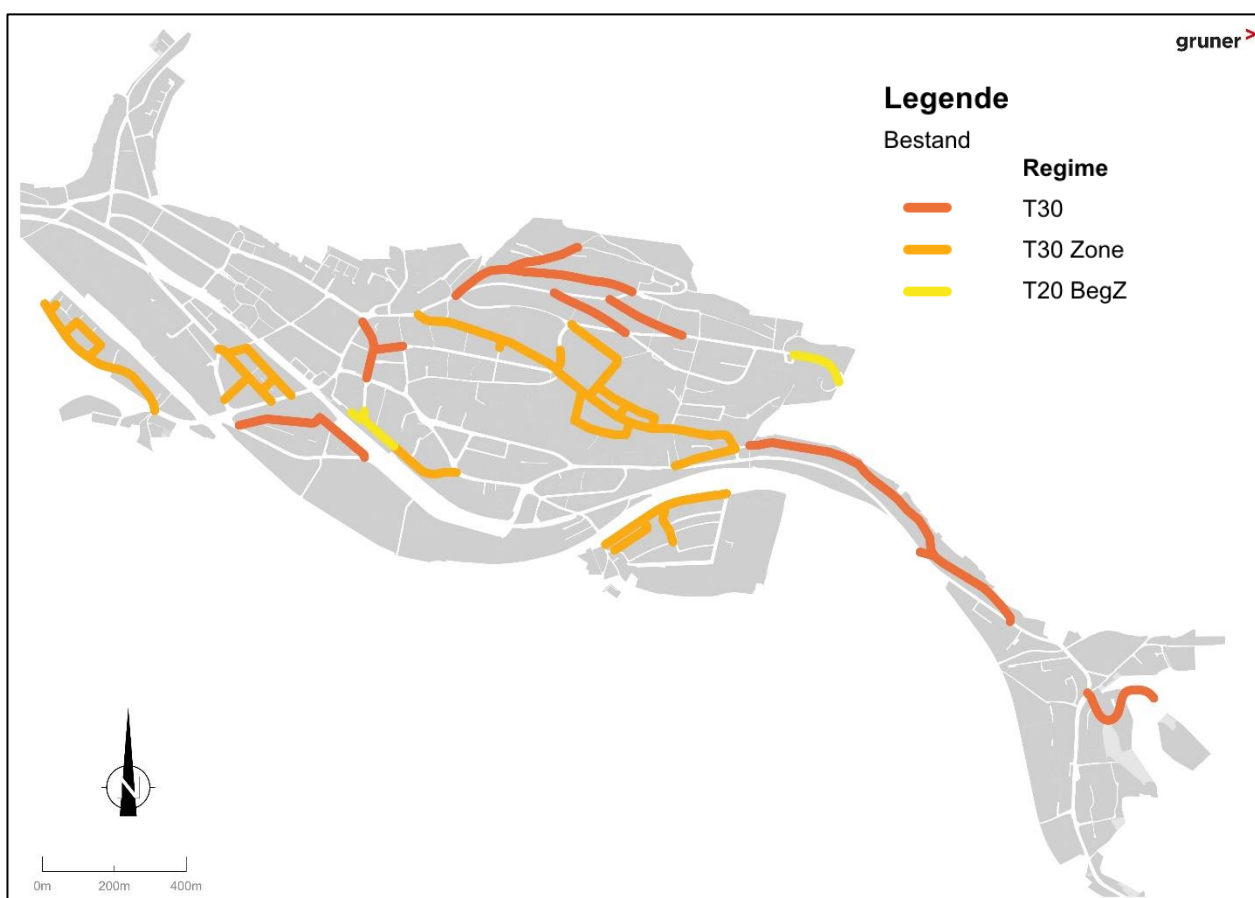 gruner >
Legende
Bestand
Regime
T30
T30 Zone
T20 BegZ
N
0m 200m 400m